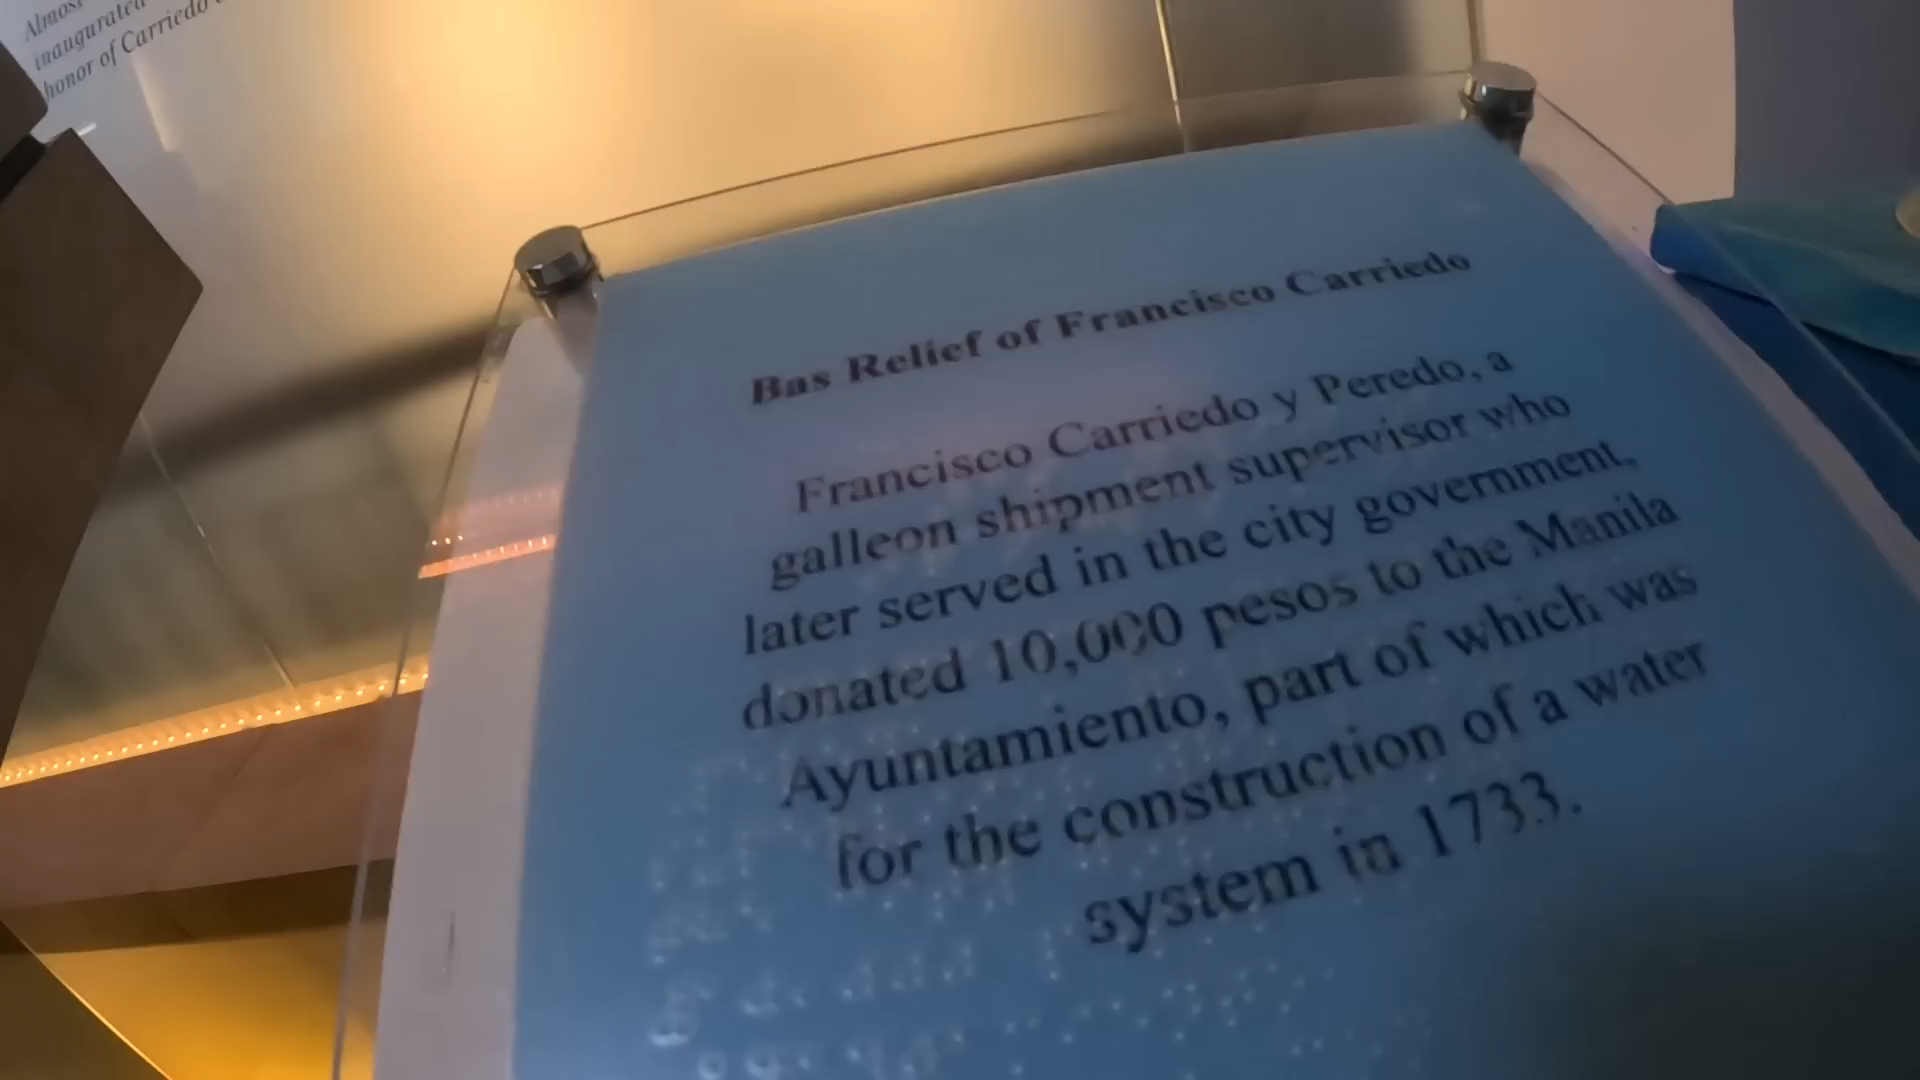 Almost
inaugurated
honor of Carriedo
Bas Relief of Francisco Carriedo
Francisco Carriedo y Peredo, a
galleon shipment supervisor who
later served in the city government,
donated 10,000 pesos to the Manila
Ayuntamiento, part of which was
for the construction of a water
system in 1733.